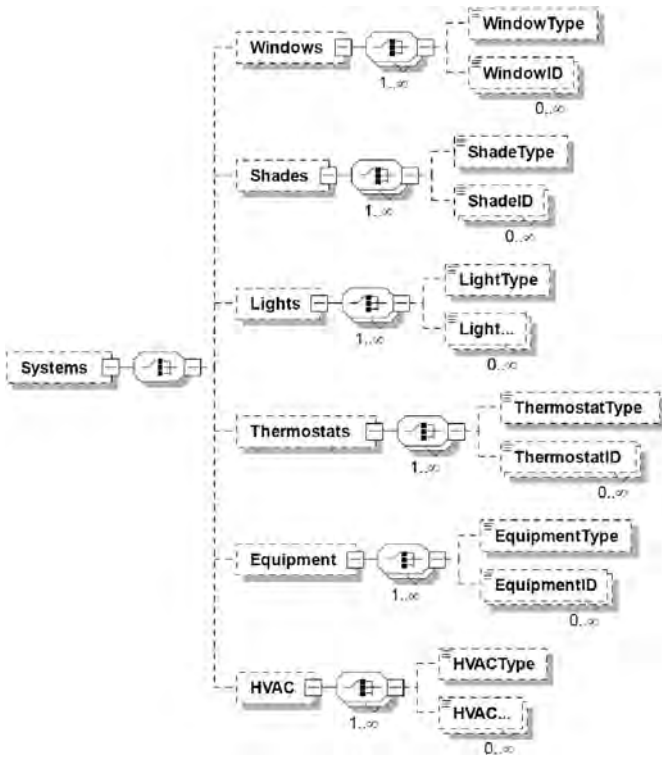 WindowType
Windows
1..∞
WindowID
0..∞
ShadeType
Shades
1..∞
ShadeID
0..∞
LightType
Lights
1..∞
Light...
0..∞
Systems
ThermostatType
Thermostats
1..∞
ThermostatID
0..∞
EquipmentType
Equipment
1..∞
EquipmentID
0..∞
HVACType
HVAC
1..∞
HVAC...
0..∞